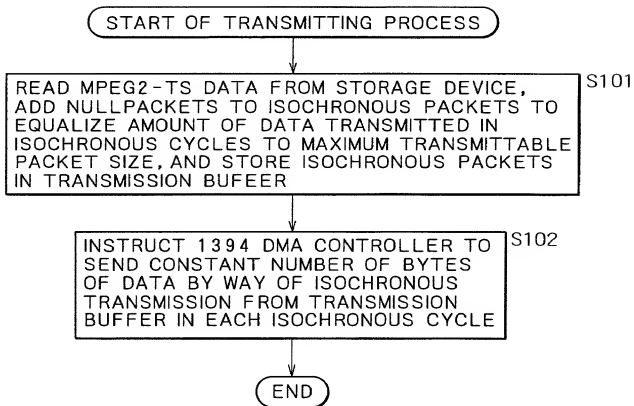 START OF TRANSMITTING PROCESS
S101
READ MPEG2-TS DATA FROM STORAGE DEVICE,
ADD NULLPACKETS TO ISOCHRONOUS PACKETS TO
EQUALIZE AMOUNT OF DATA TRANSMITTED IN
ISOCHRONOUS CYCLES TO MAXIMUM TRANSMITTABLE
PACKET SIZE, AND STORE ISOCHRONOUS PACKETS
IN TRANSMISSION BUFEER
S102
INSTRUCT 1394 DMA CONTROLLER TO
SEND CONSTANT NUMBER OF BYTES
OF DATA BY WAY OF ISOCHRONOUS
TRANSMISSION FROM TRANSMISSION
BUFFER IN EACH ISOCHRONOUS CYCLE
END